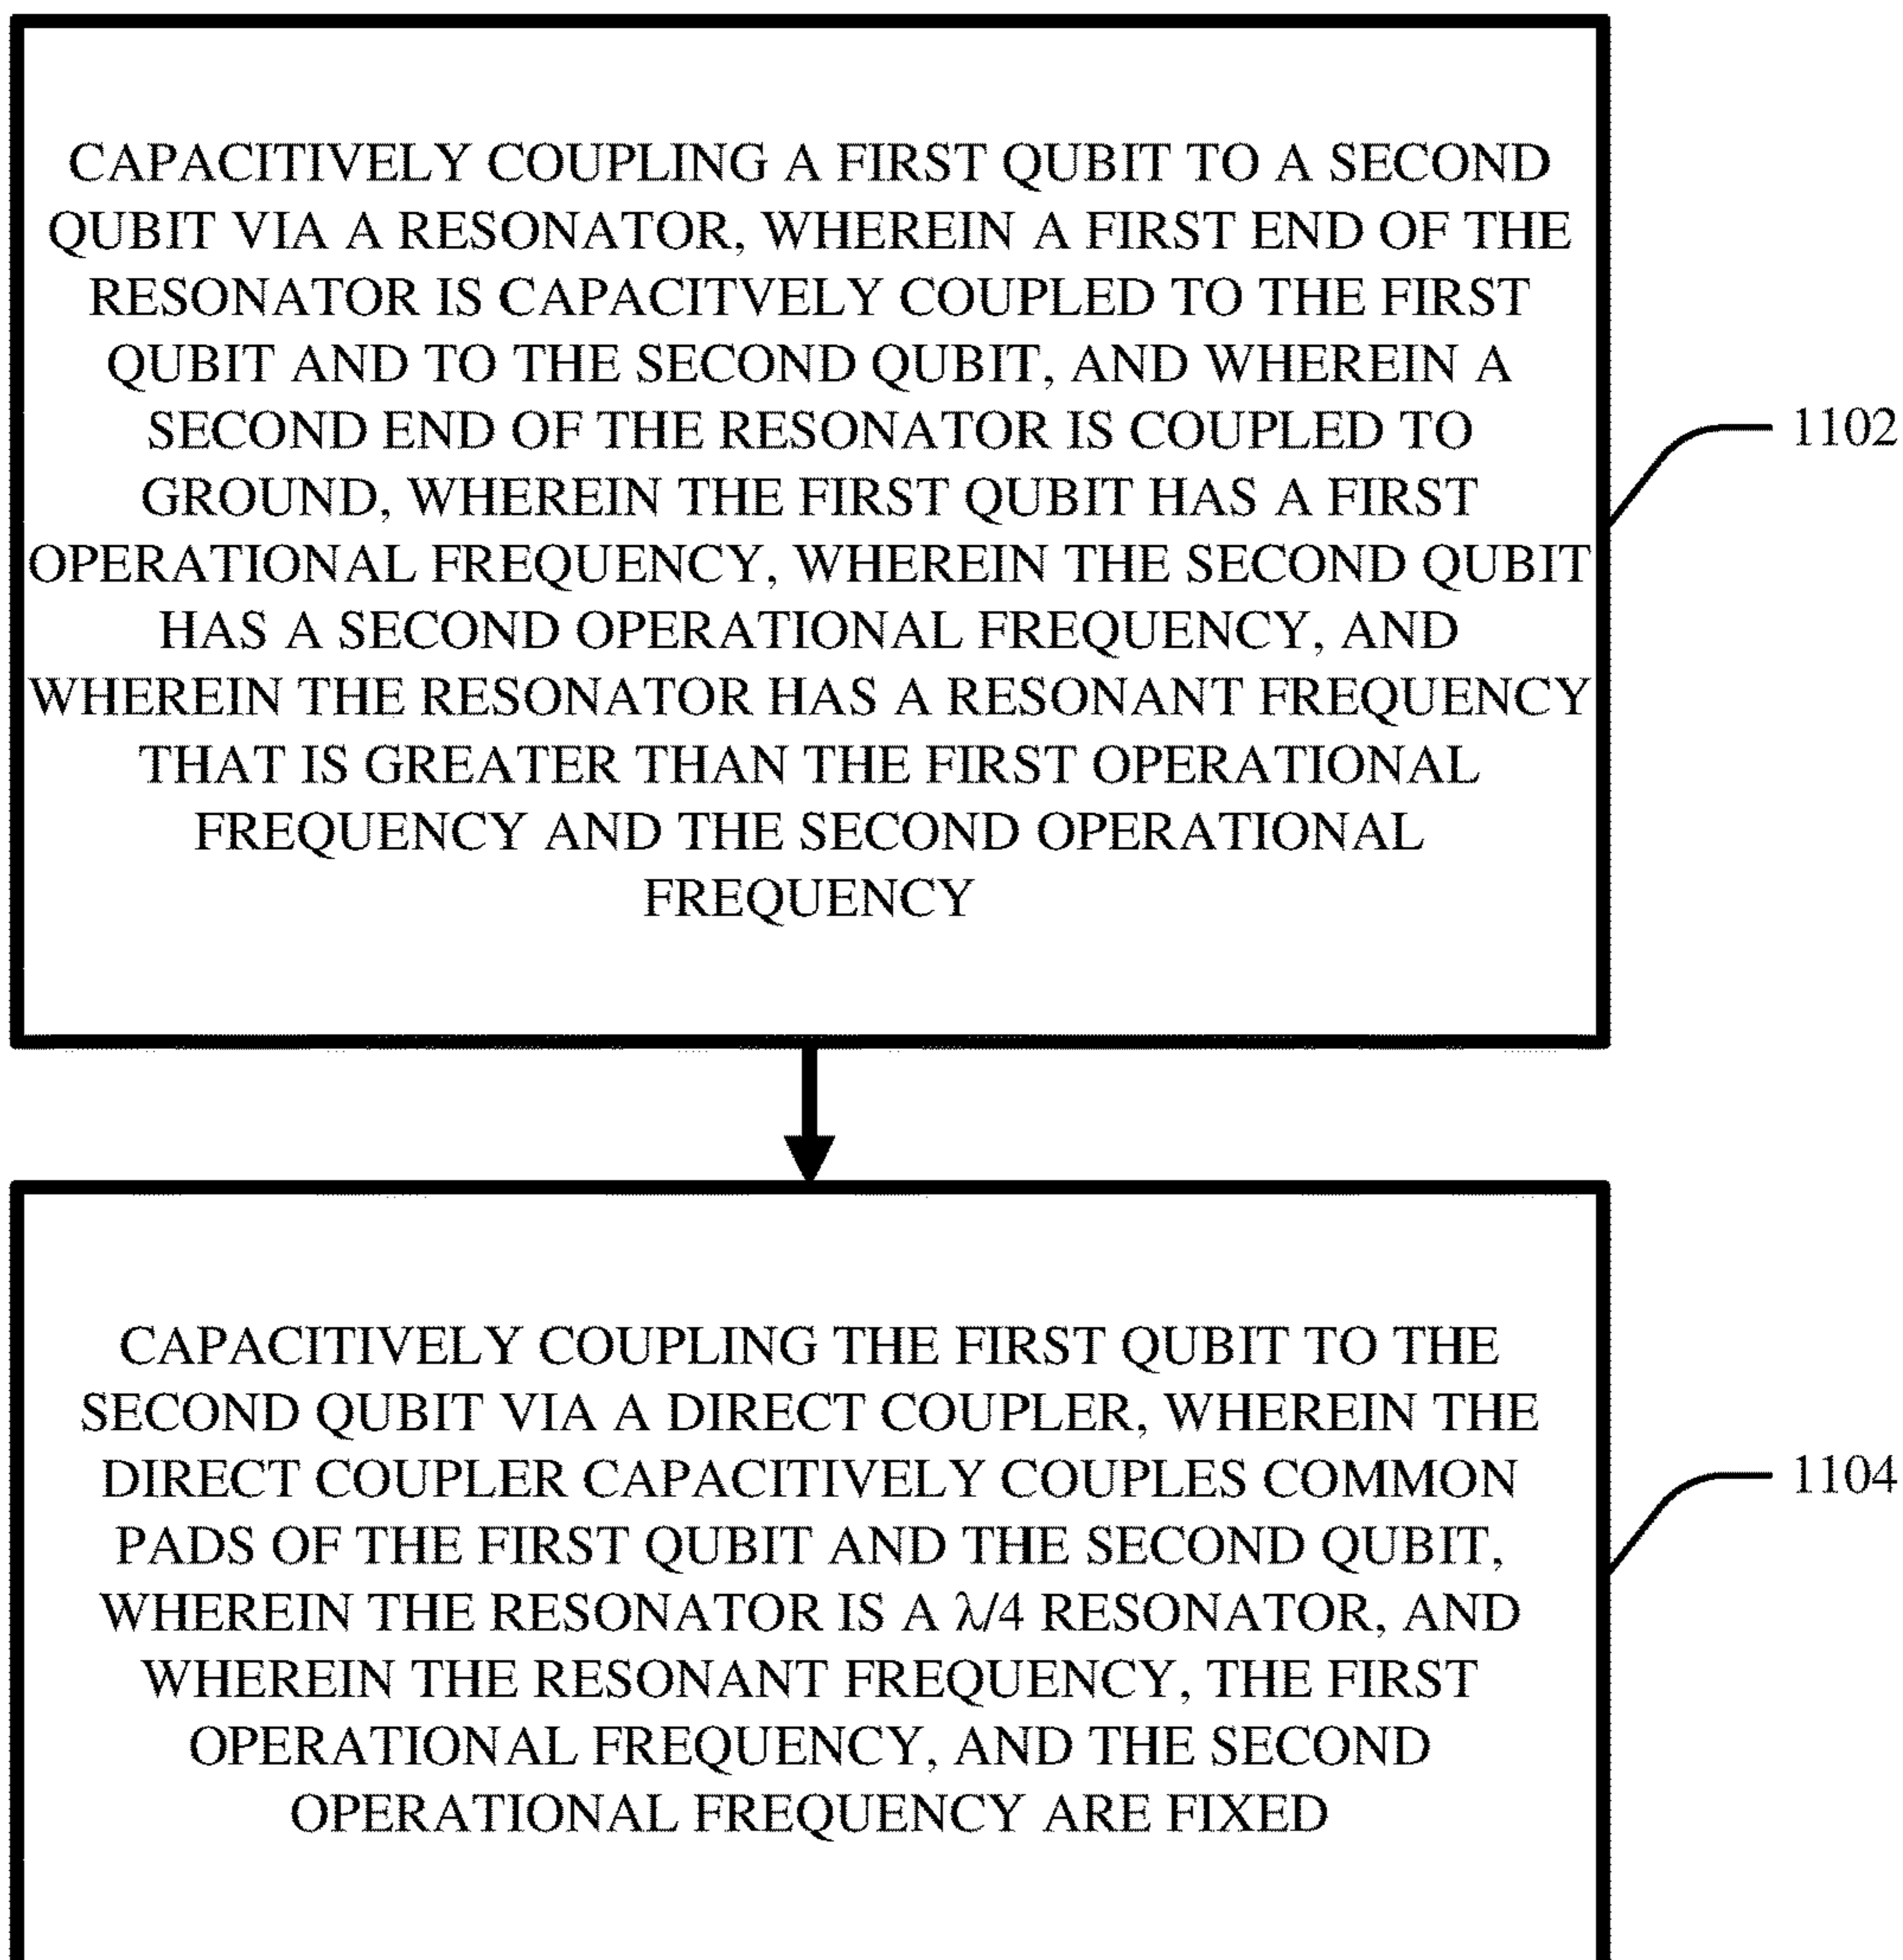 CAPACITIVELY COUPLING A FIRST QUBIT TO A SECOND
QUBIT VIA A RESONATOR, WHEREIN A FIRST END OF THE
RESONATOR IS CAPACITVELY COUPLED TO THE FIRST
QUBIT AND TO THE SECOND QUBIT, AND WHEREIN A
SECOND END OF THE RESONATOR IS COUPLED TO
GROUND, WHEREIN THE FIRST QUBIT HAS A FIRST
OPERATIONAL FREQUENCY, WHEREIN THE SECOND QUBIT
HAS A SECOND OPERATIONAL FREQUENCY, AND
WHEREIN THE RESONATOR HAS A RESONANT FREQUENCY
THAT IS GREATER THAN THE FIRST OPERATIONAL
FREQUENCY AND THE SECOND OPERATIONAL
FREQUENCY
1102
CAPACITIVELY COUPLING THE FIRST QUBIT TO THE
SECOND QUBIT VIA A DIRECT COUPLER, WHEREIN THE
DIRECT COUPLER CAPACITIVELY COUPLES COMMON
PADS OF THE FIRST QUBIT AND THE SECOND QUBIT,
WHEREIN THE RESONATOR IS A λ/4 RESONATOR, AND
WHEREIN THE RESONANT FREQUENCY, THE FIRST
OPERATIONAL FREQUENCY, AND THE SECOND
OPERATIONAL FREQUENCY ARE FIXED
1104